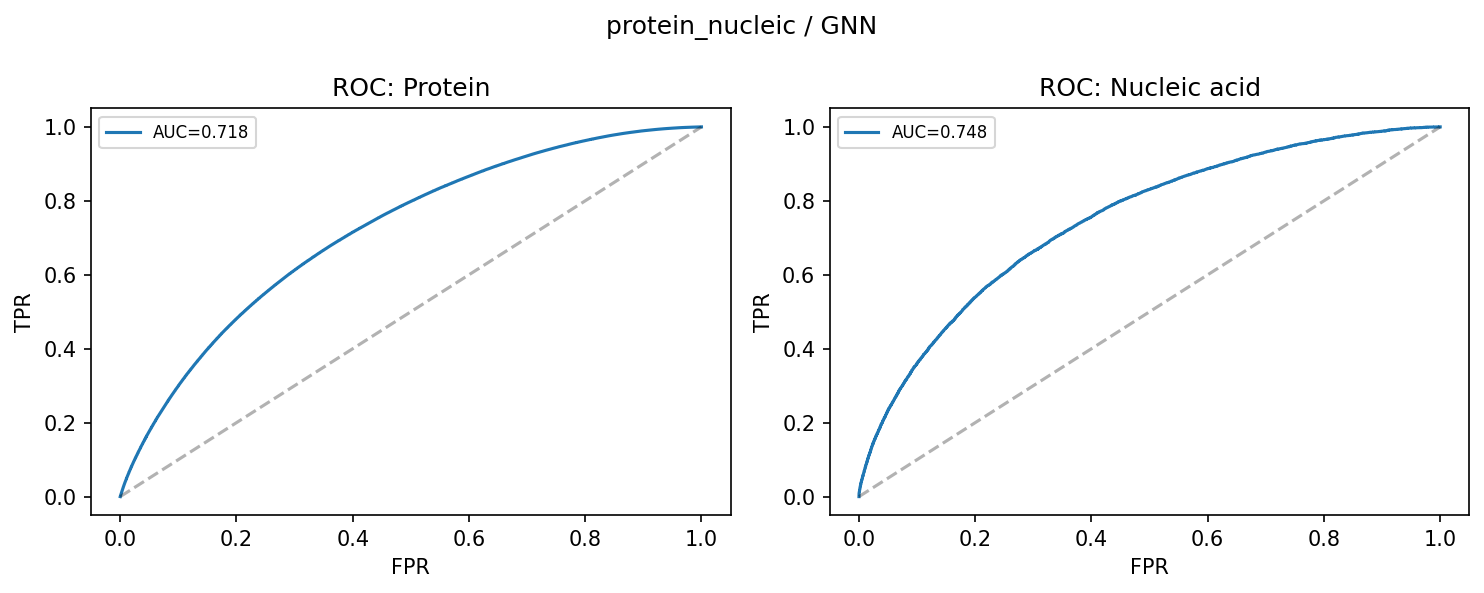 protein_nucleic / GNN
ROC: Protein
AUC=0.718
TPR
1.0
0.8
0.6
0.4
0.2
0.0
0.0 0.2 0.4 0.6 0.8 1.0
FPR
ROC: Nucleic acid
AUC=0.748
TPR
1.0
0.8
0.6
0.4
0.2
0.0
0.0 0.2 0.4 0.6 0.8 1.0
FPR